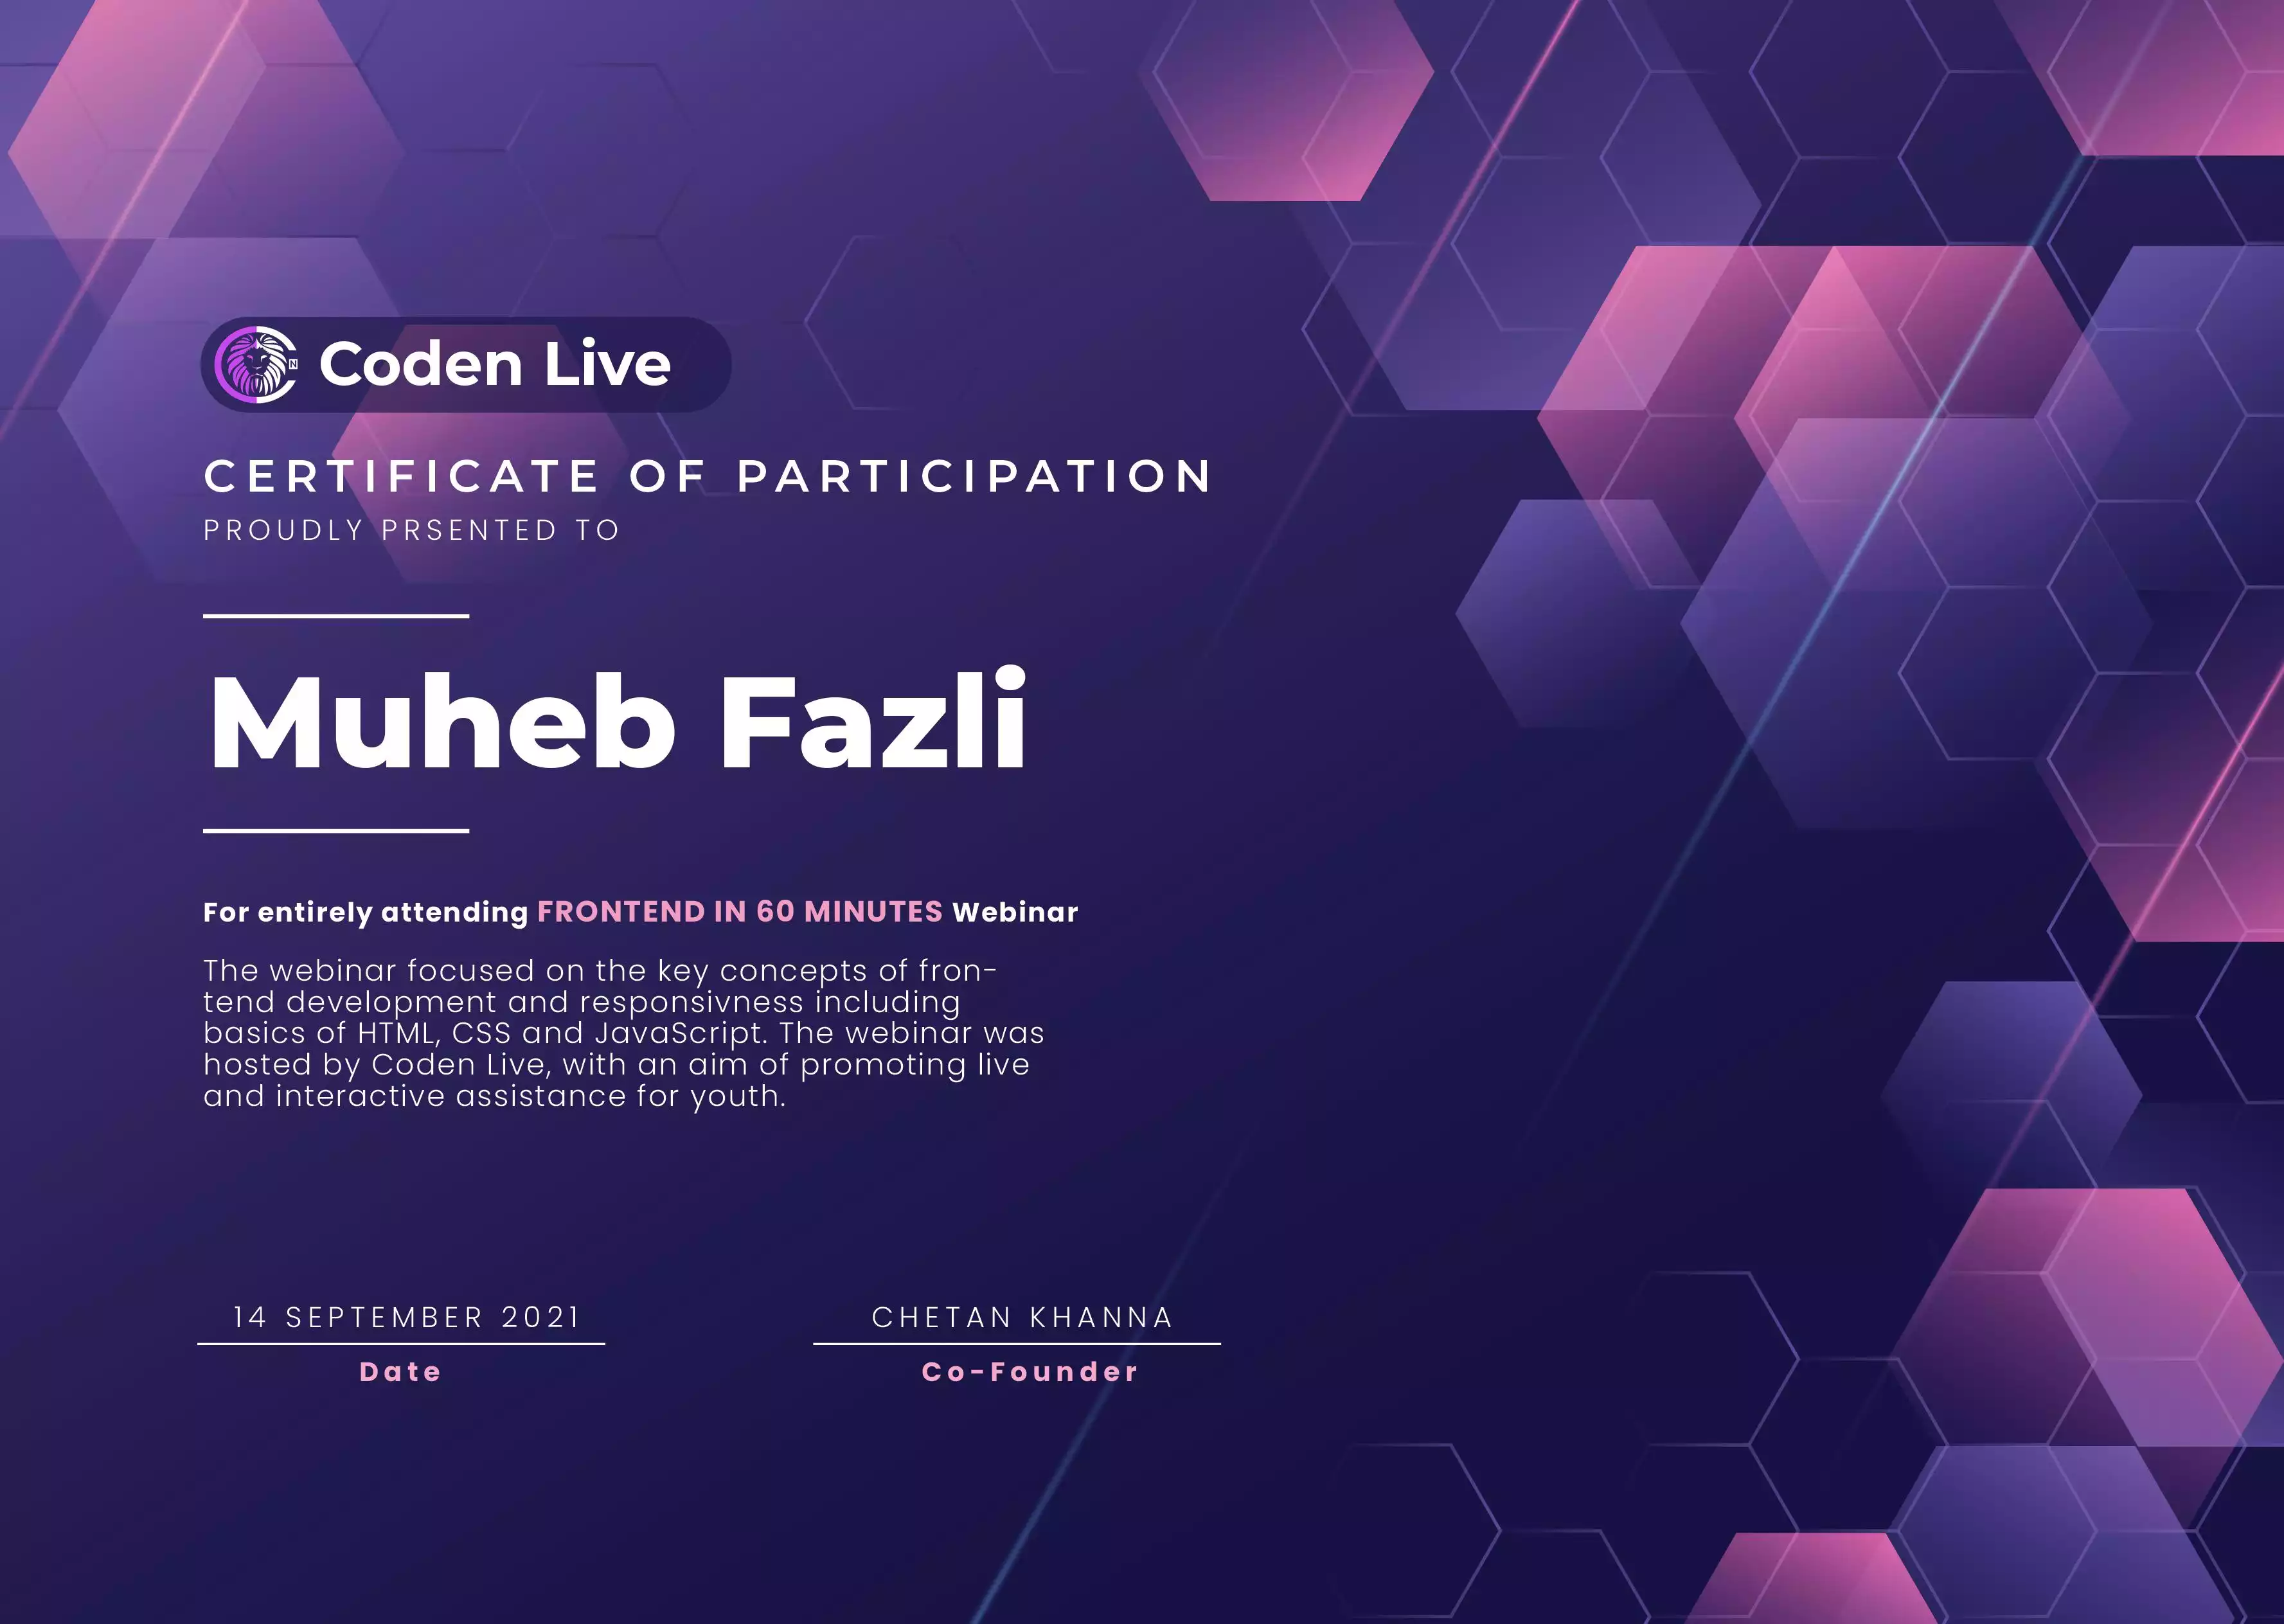 Coden Live
CERTIFICATE OF PARTICIPATION
PROUDLY PRSENTED TO
Muheb Fazli
For entirely attending FRONTEND IN 60 MINUTES Webinar
The webinar focused on the key concepts of fron-
tend development and responsivness including
basics of HTML, CSS and JavaScript. The webinar was
hosted by Coden Live, with an aim of promoting live
and interactive assistance for youth.
14 SEPTEMBER 2021
Date
CHETAN KHANNA
Co-Founder